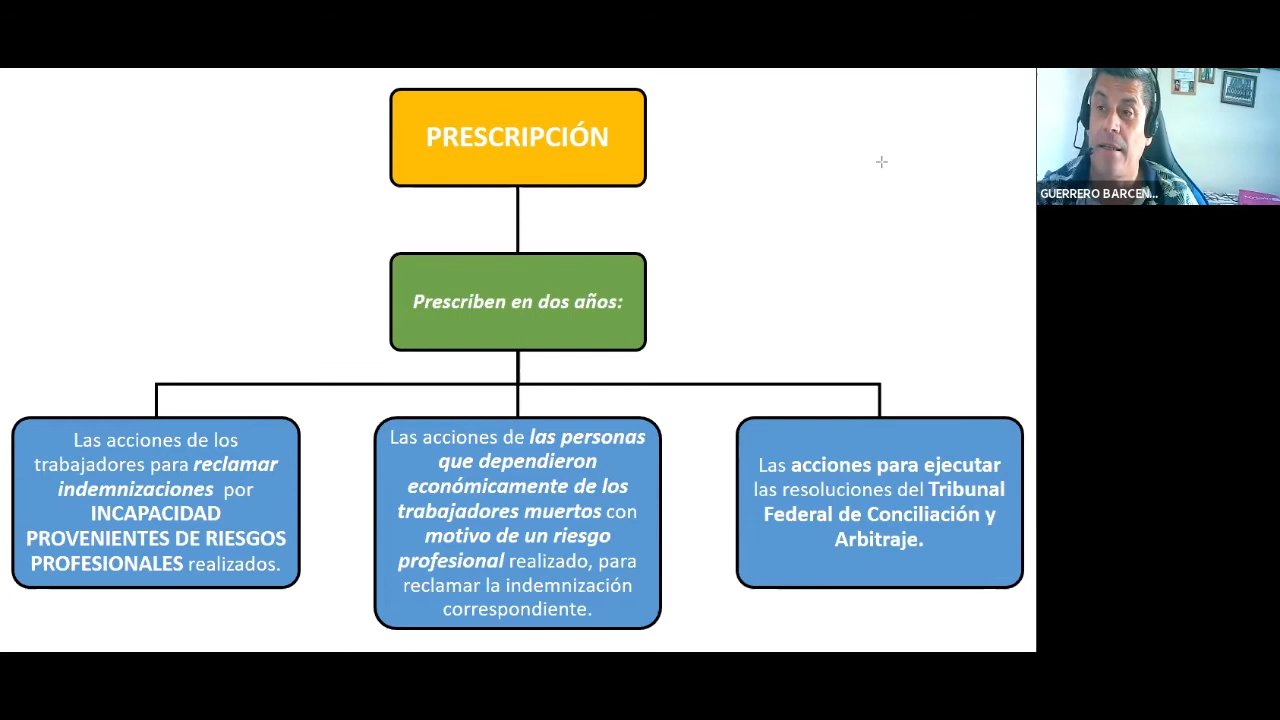 PRESCRIPCIÓN
GUERRERO BARCEN...
Prescriben en dos años:
Las acciones de los
trabajadores para reclamar
indemnizaciones por
INCAPACIDAD
PROVENIENTES DE RIESGOS
PROFESIONALES realizados.
Las acciones de las personas
que dependieron
económicamente de los
trabajadores muertos con
motivo de un riesgo
profesional realizado, para
reclamar la indemnización
correspondiente.
Las acciones para ejecutar
las resoluciones del Tribunal
Federal de Conciliación y
Arbitraje.